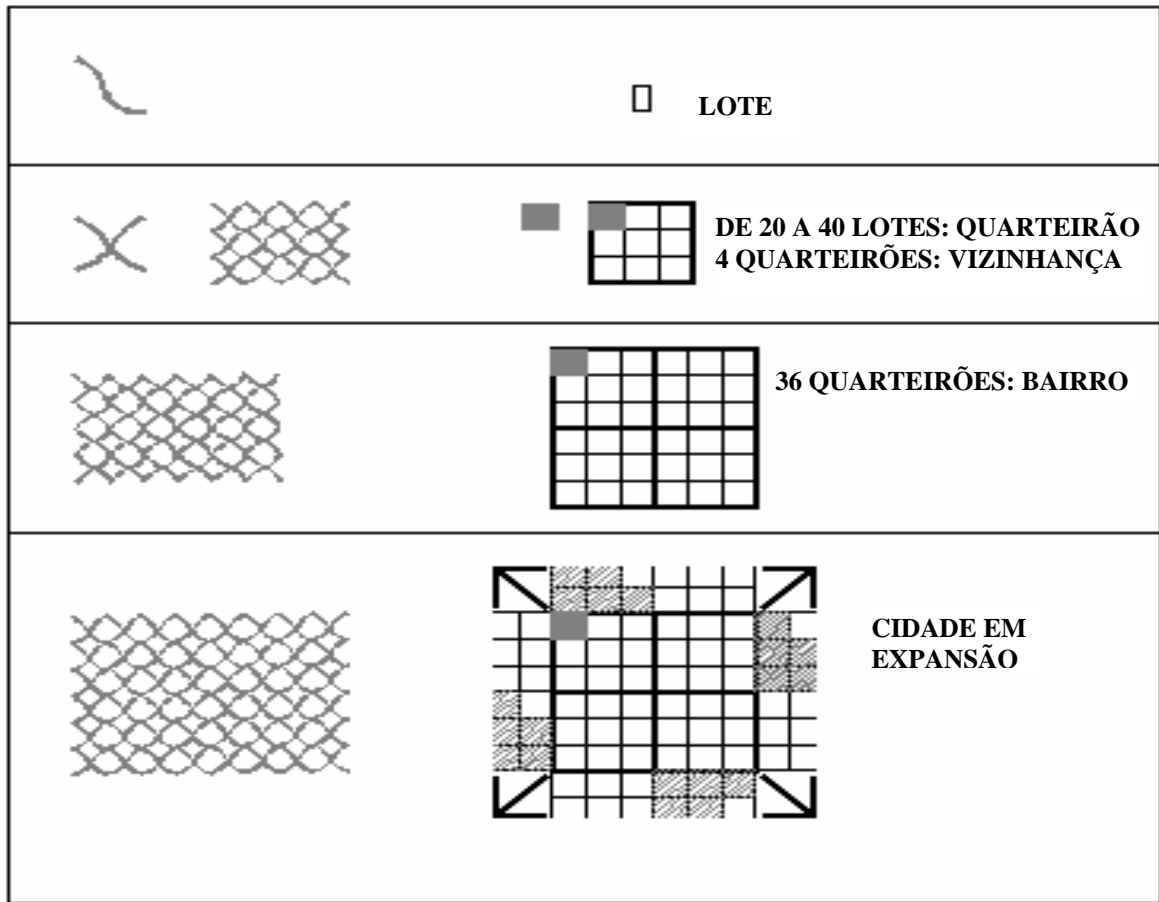 LOTE
DE 20 A 40 LOTES: QUARTEIRÃO
4 QUARTEIRÕES: VIZINHANÇA
36 QUARTEIRÕES: BAIRRO
CIDADE EM
EXPANSÃO